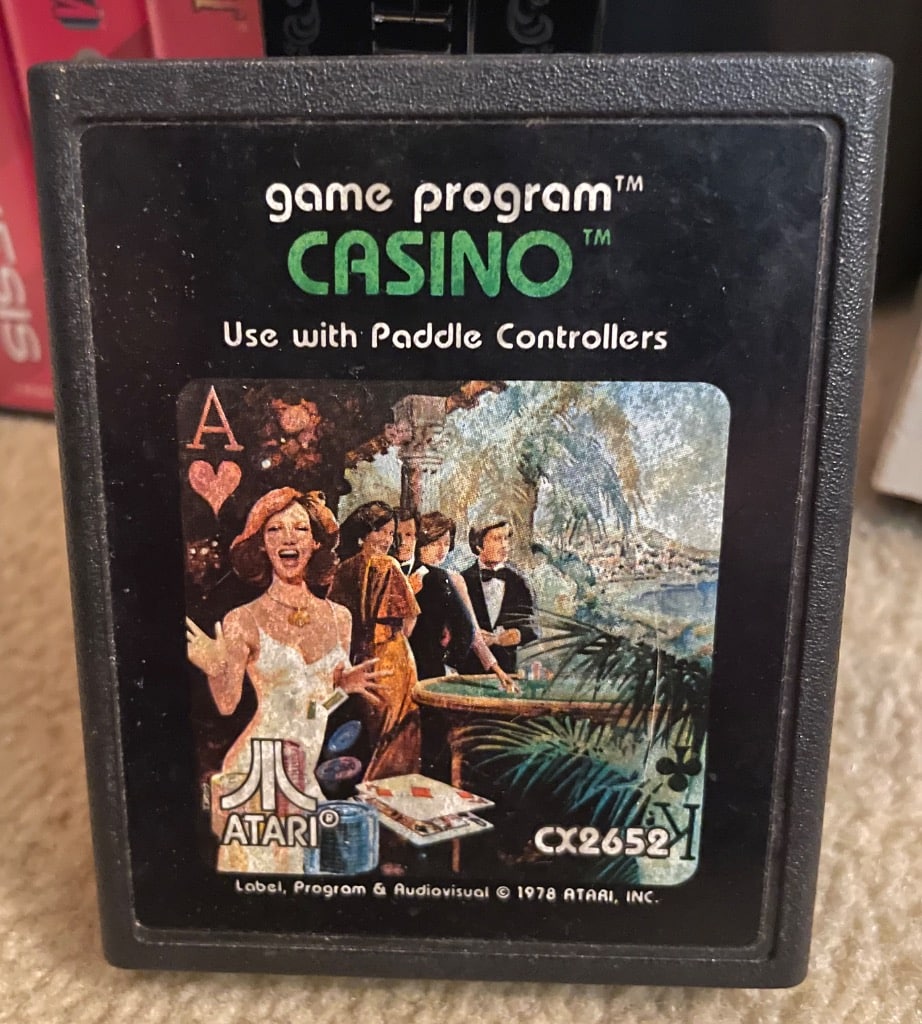 game program™
CASINO™
Use with Paddle Controllers
A
ATARI®
CX2652
K
Label, Program & Audiovisual © 1978 ATARI, INC.